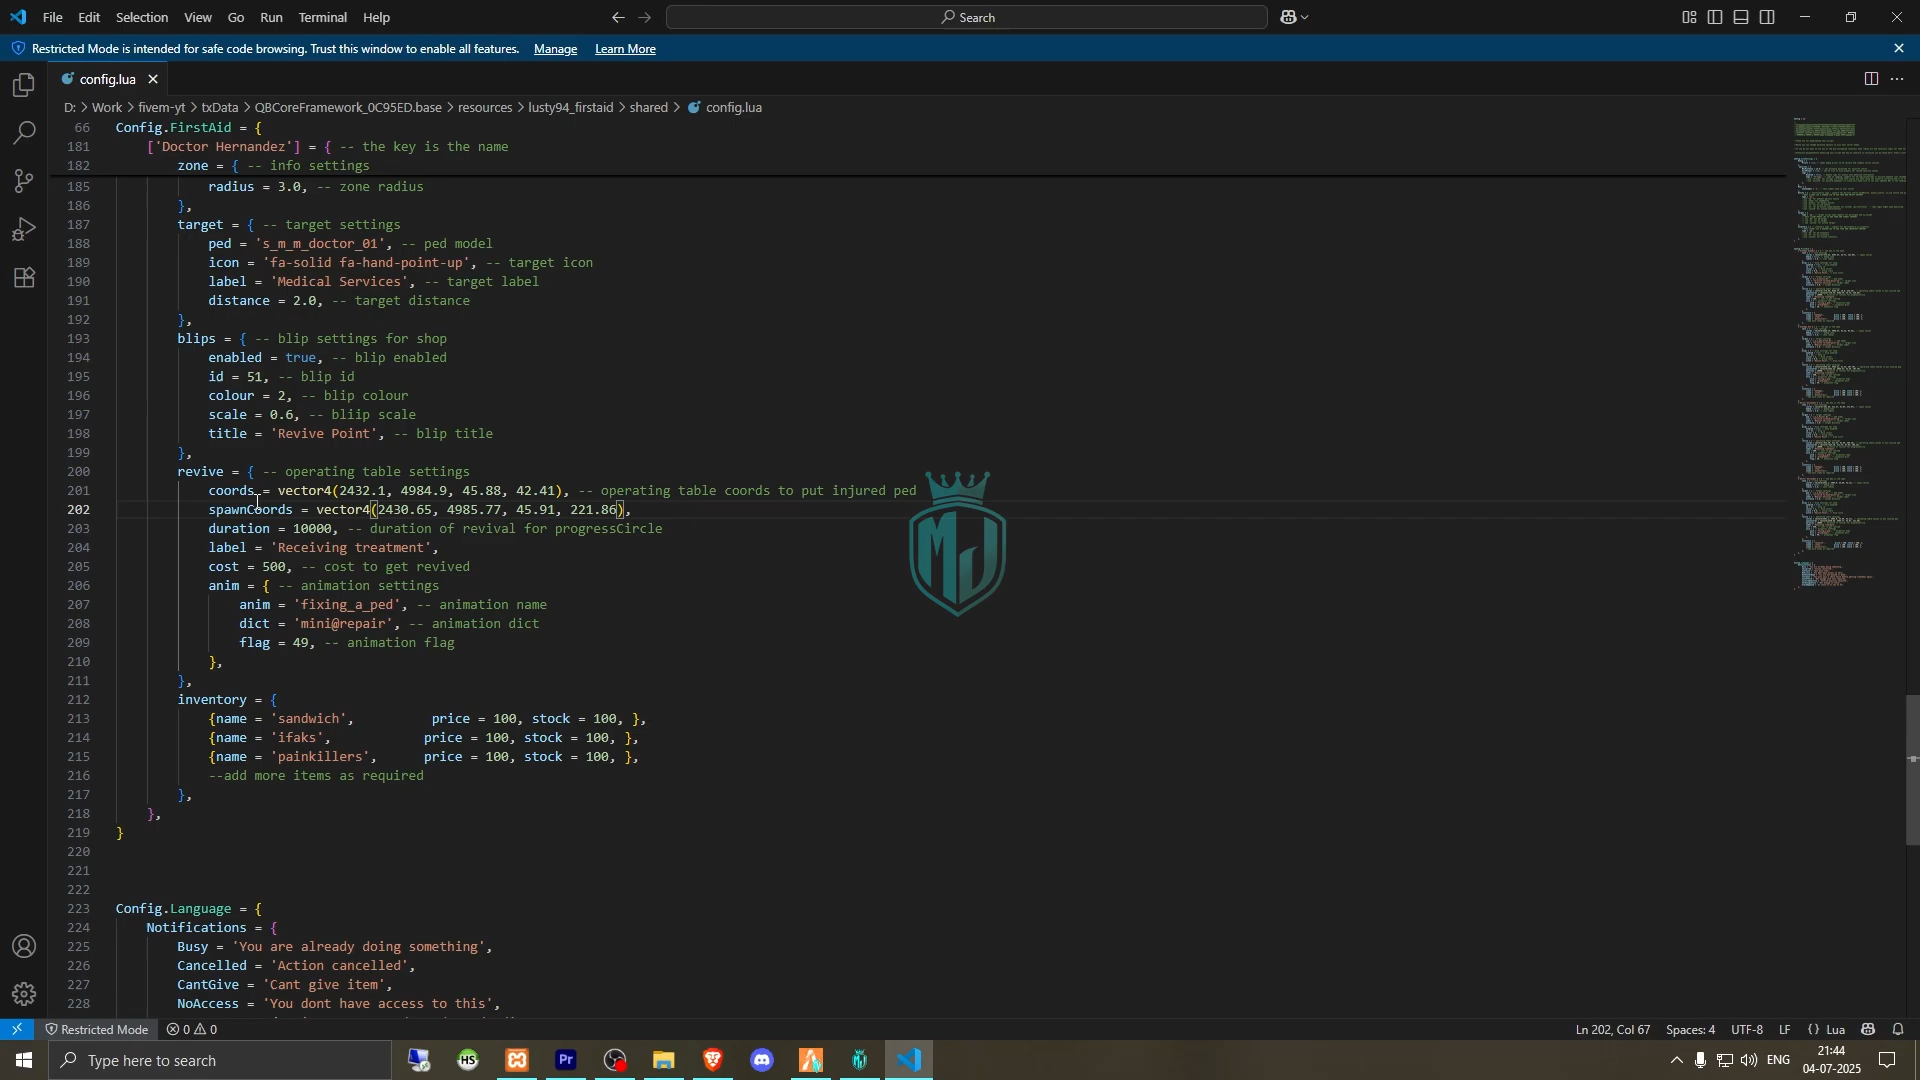 File Edit Selection View Go Run Terminal Help
Search
Restricted Mode is intended for safe code browsing. Trust this window to enable all features. Manage Learn More
config.lua
D: > Work > fivem-yt > txData > QBCoreFramework_0C95ED.base > resources > lusty94_firstaid > shared > config.lua
66 Config.FirstAid = {
181 ['Doctor Hernandez'] = { -- the key is the name
182 zone = { -- info settings
185 radius = 3.0, -- zone radius
186 },
187 target = { -- target settings
188 ped = 's_m_m_doctor_01', -- ped model
189 icon = 'fa-solid fa-hand-point-up', -- target icon
190 label = 'Medical Services', -- target label
191 distance = 2.0, -- target distance
192 },
193 blips = { -- blip settings for shop
194 enabled = true, -- blip enabled
195 id = 51, -- blip id
196 colour = 2, -- blip colour
197 scale = 0.6, -- bliip scale
198 title = 'Revive Point', -- blip title
199 },
200 revive = { -- operating table settings
201 coords = vector4(2432.1, 4984.9, 45.88, 42.41), -- operating table coords to put injured ped
202 spawnCoords = vector4(2430.65, 4985.77, 45.91, 221.86),
203 duration = 10000, -- duration of revival for progressCircle
204 label = 'Receiving treatment',
205 cost = 500, -- cost to get revived
206 anim = { -- animation settings
207 anim = 'fixing_a_ped', -- animation name
208 dict = 'mini@repair', -- animation dict
209 flag = 49, -- animation flag
210 },
211 },
212 inventory = {
213 {name = 'sandwich', price = 100, stock = 100, },
214 {name = 'ifaks', price = 100, stock = 100, },
215 {name = 'painkillers', price = 100, stock = 100, },
216 --add more items as required
217 },
218 },
219 }
220
221
222
223 Config.Language = {
224 Notifications = {
225 Busy = 'You are already doing something',
226 Cancelled = 'Action cancelled',
227 CantGive = 'Cant give item',
228 NoAccess = 'You dont have access to this',
MJ
Restricted Mode 0 0 Ln 202, Col 67 Spaces: 4 UTF-8 LF {} Lua
Type here to search
HS
Pr
ENG
21:44
04-07-2025